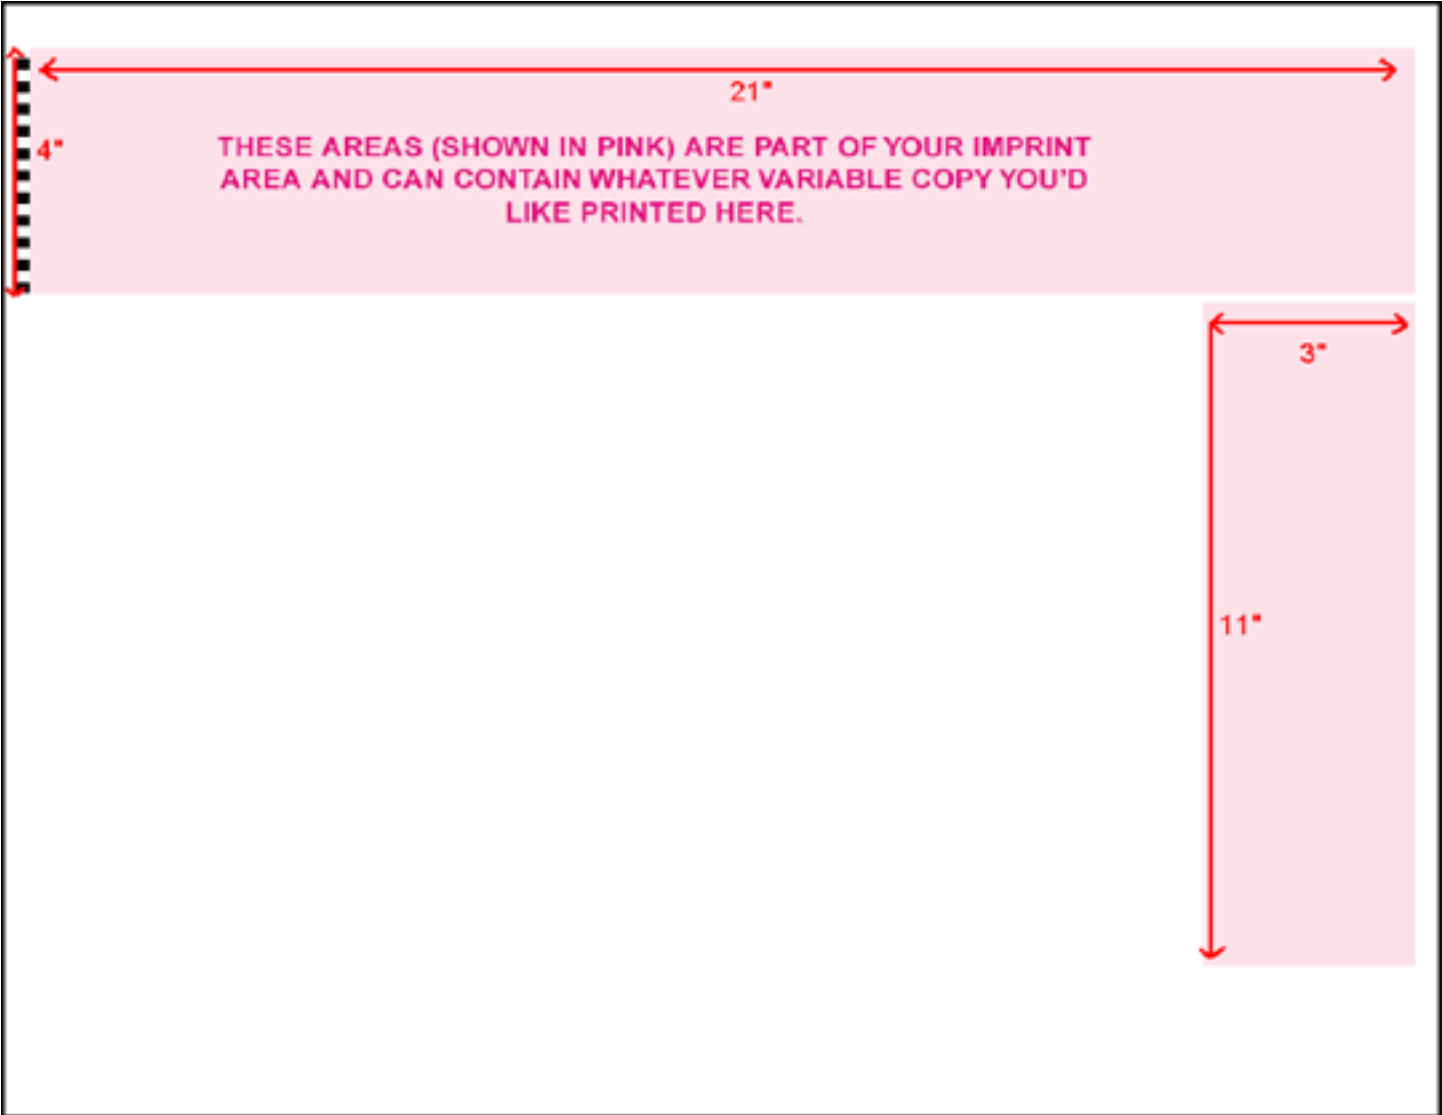 21"
4"
THESE AREAS (SHOWN IN PINK) ARE PART OF YOUR IMPRINT
AREA AND CAN CONTAIN WHATEVER VARIABLE COPY YOU'D
LIKE PRINTED HERE.
3"
11"